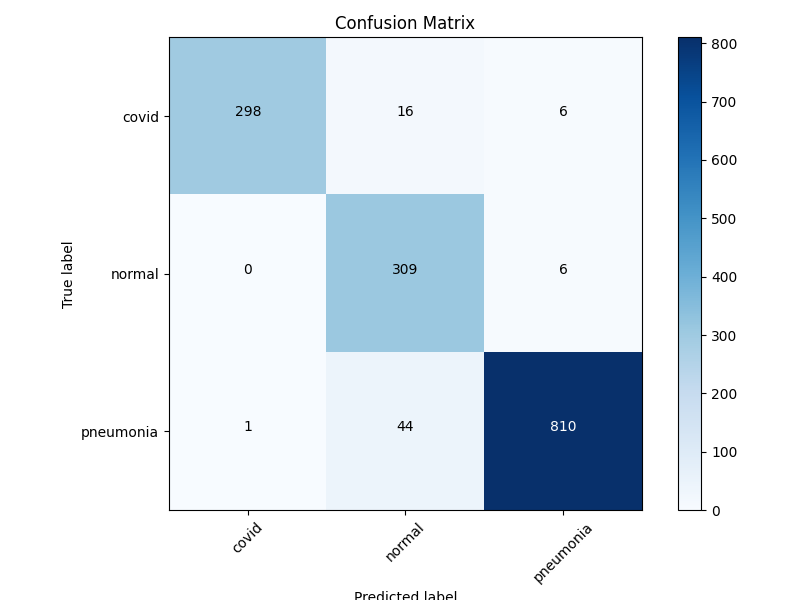 Confusion Matrix
covid 298 16 6
normal 0 309 6
pneumonia 1 44 810
True label
covid normal pneumonia
Predicted label
800
700
600
500
400
300
200
100
0